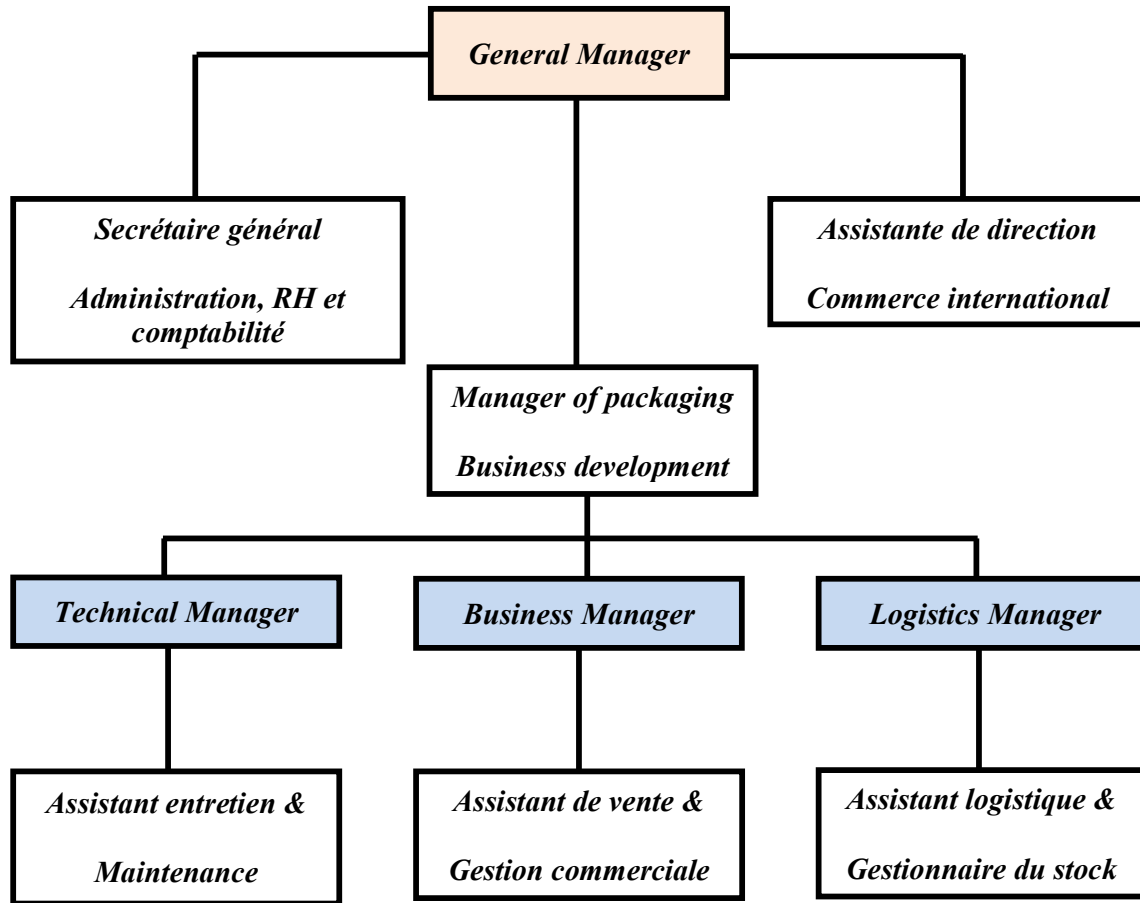 General Manager
Secrétaire général
Administration, RH et
comptabilité
Assistante de direction
Commerce international
Manager of packaging
Business development
Technical Manager
Business Manager
Logistics Manager
Assistant entretien &
Maintenance
Assistant de vente &
Gestion commerciale
Assistant logistique &
Gestionnaire du stock